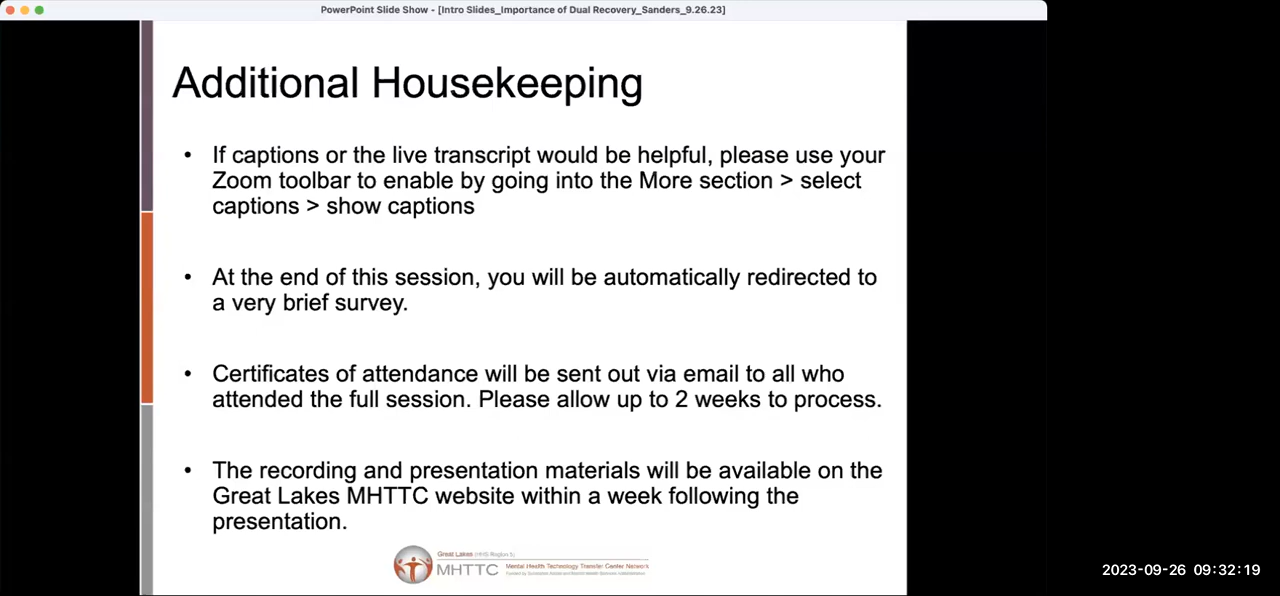 PowerPoint Slide Show - [Intro Slides_Importance of Dual Recovery_Sanders_9.26.23]
Additional Housekeeping
• If captions or the live transcript would be helpful, please use your
Zoom toolbar to enable by going into the More section > select
captions > show captions
• At the end of this session, you will be automatically redirected to
a very brief survey.
• Certificates of attendance will be sent out via email to all who
attended the full session. Please allow up to 2 weeks to process.
• The recording and presentation materials will be available on the
Great Lakes MHTTC website within a week following the
presentation.
Great Lakes (HHS Region 5)
MHTTC Mental Health Technology Transfer Center Network
2023-09-26 09:32:19